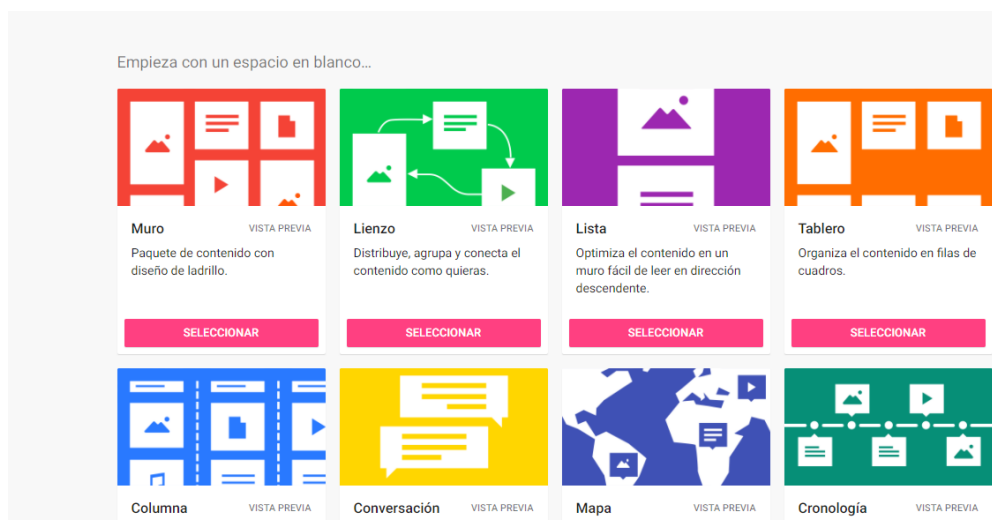 Empieza con un espacio en blanco...
Muro VISTA PREVIA
Paquete de contenido con
diseño de ladrillo.
SELECCIONAR
Lienzo VISTA PREVIA
Distribuye, agrupa y conecta el
contenido como quieras.
SELECCIONAR
Lista VISTA PREVIA
Optimiza el contenido en un
muro fácil de leer en dirección
descendente.
SELECCIONAR
Tablero VISTA PREVIA
Organiza el contenido en filas de
cuadros.
SELECCIONAR
Columna VISTA PREVIA
Conversación VISTA PREVIA
Mapa VISTA PREVIA
Cronología VISTA PREVIA